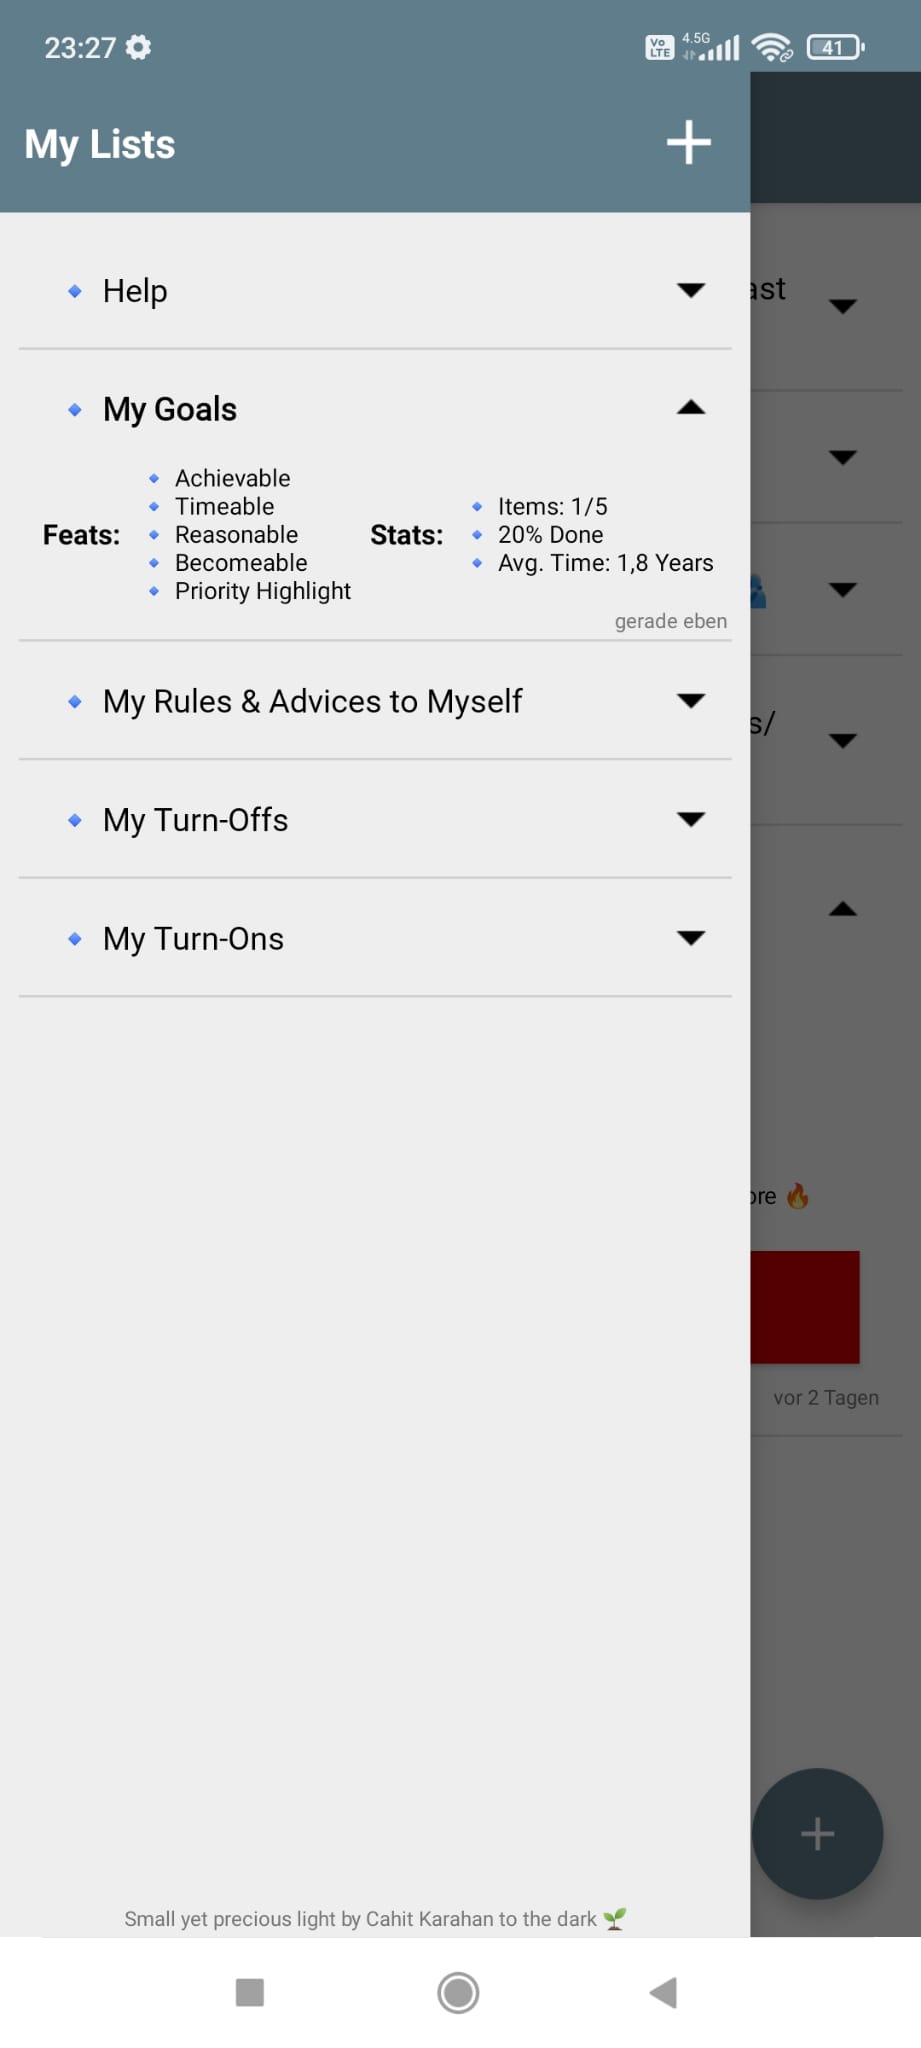 23:27
Vo LTE
4.5G
41
My Lists
Help
My Goals
Feats:
Achievable
Timeable
Reasonable
Becomeable
Priority Highlight
Stats:
Items: 1/5
20% Done
Avg. Time: 1,8 Years
gerade eben
My Rules & Advices to Myself
My Turn-Offs
My Turn-Ons
vor 2 Tagen
Small yet precious light by Cahit Karahan to the dark 🌱